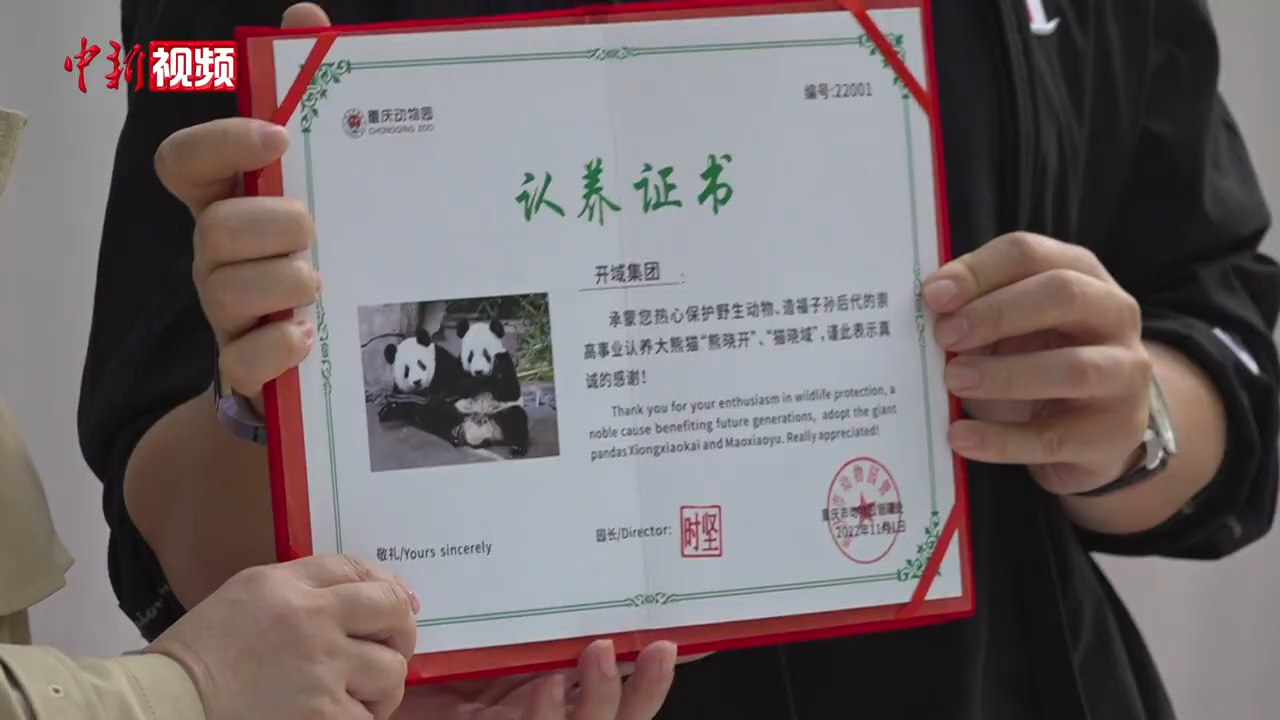 中新视频
编号:22001
重庆动物园
CHONGQING ZOO
认养证书
开域集团 :
承蒙您热心保护野生动物、造福子孙后代的崇
高事业认养大熊猫“熊晓开”、“猫晓域”,谨此表示真
诚的感谢!
Thank you for your enthusiasm in wildlife protection, a
noble cause benefiting future generations, adopt the giant
pandas Xiongxiaokai and Maoxiaoyu. Really appreciated!
敬礼/Yours sincerely
园长/Director:
时坚
2022年11月1日